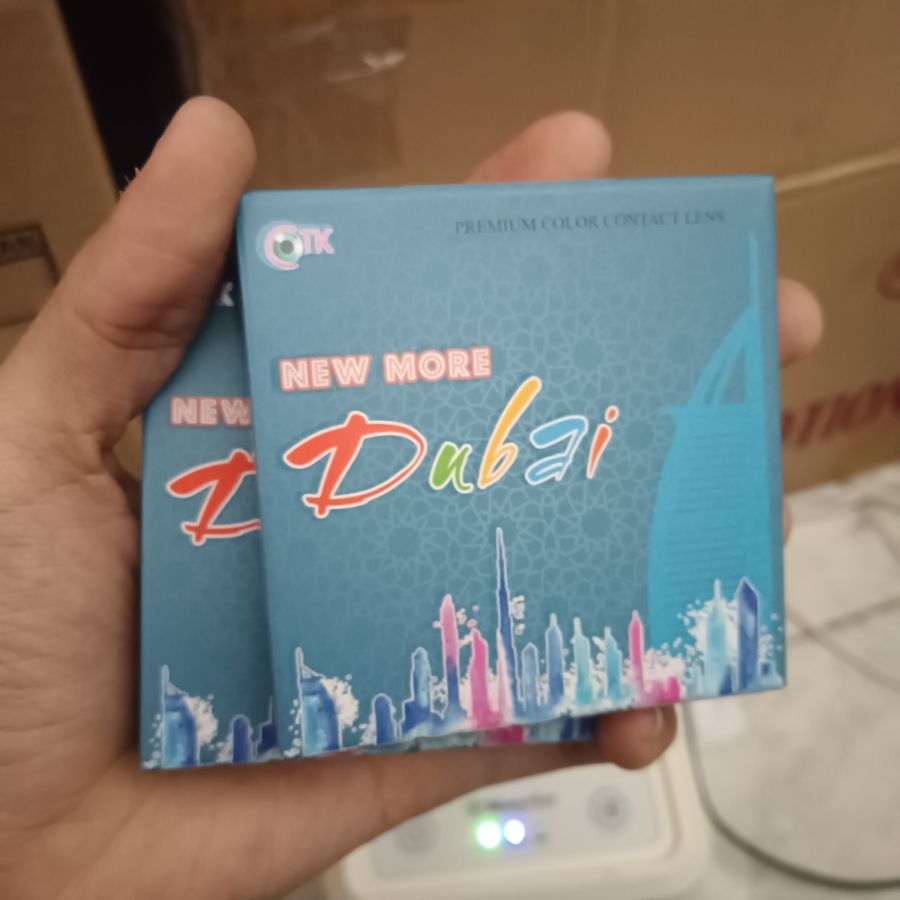 CTK
PREMIUM COLOR CONTACT LENS
NEW MORE
Dubai
K
NEW
D